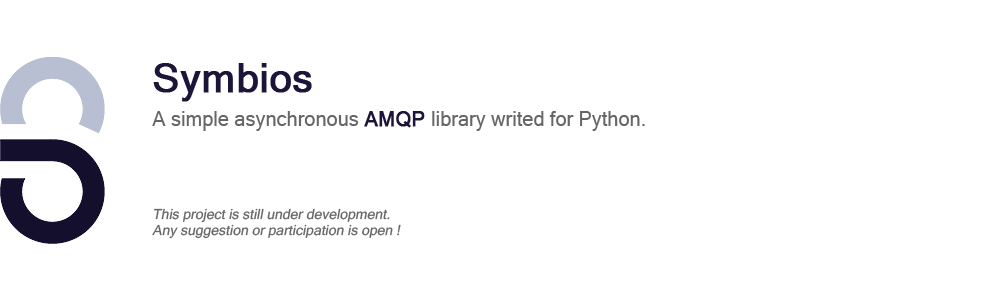 Symbios
A simple asynchronous AMQP library writed for Python.
This project is still under development.
Any suggestion or participation is open !